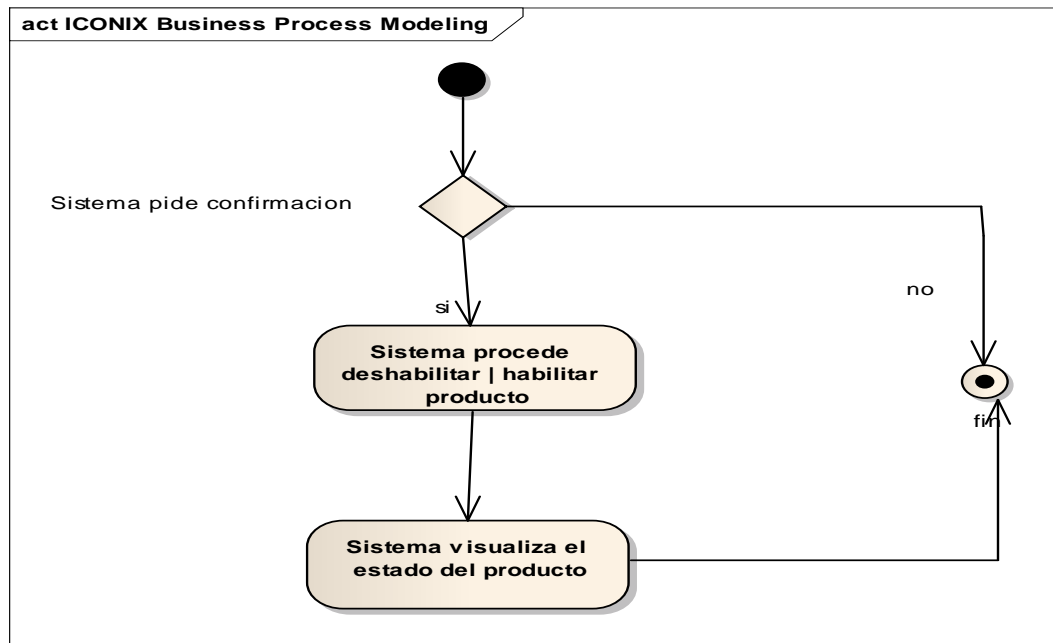 act ICONIX Business Process Modeling
Sistema pide confirmacion
no
si
Sistema procede
deshabilitar | habilitar
producto
fin
Sistema visualiza el
estado del producto